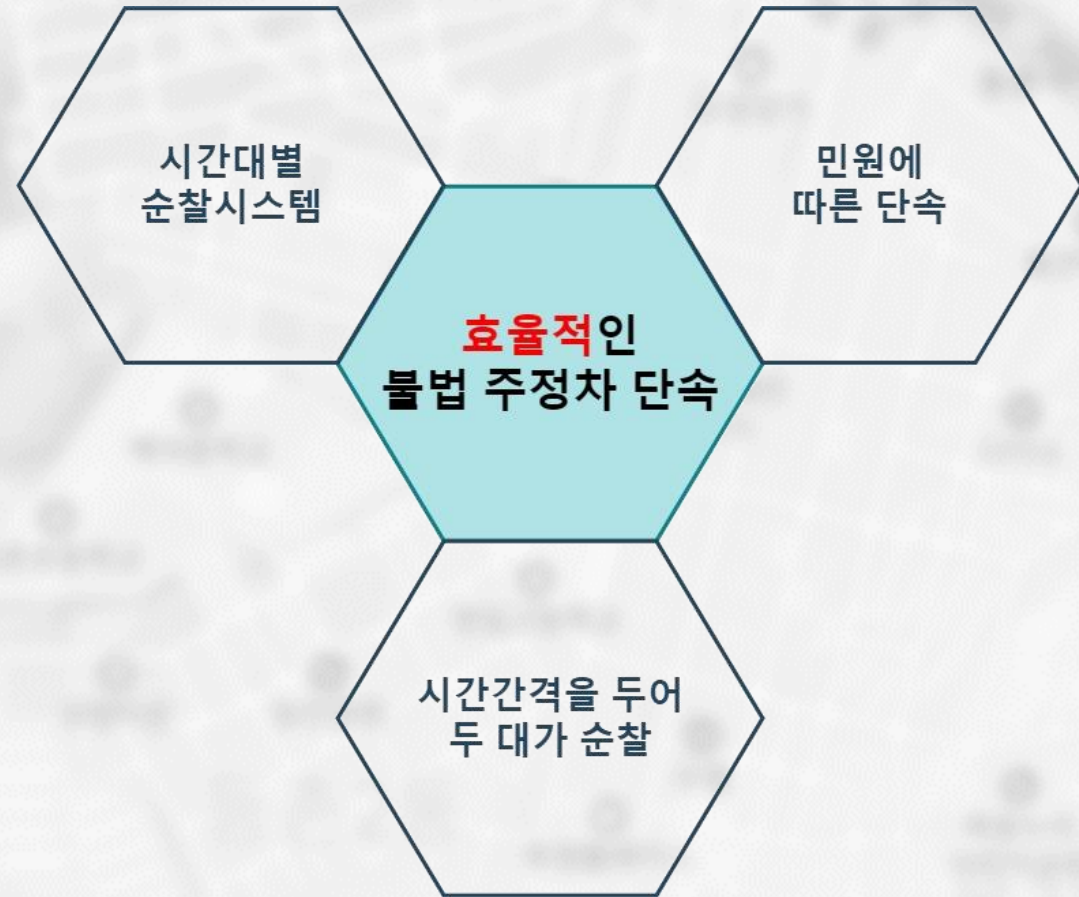 시간대별
순찰시스템
민원에
따른 단속
효율적인
불법 주정차 단속
시간간격을 두어
두 대가 순찰